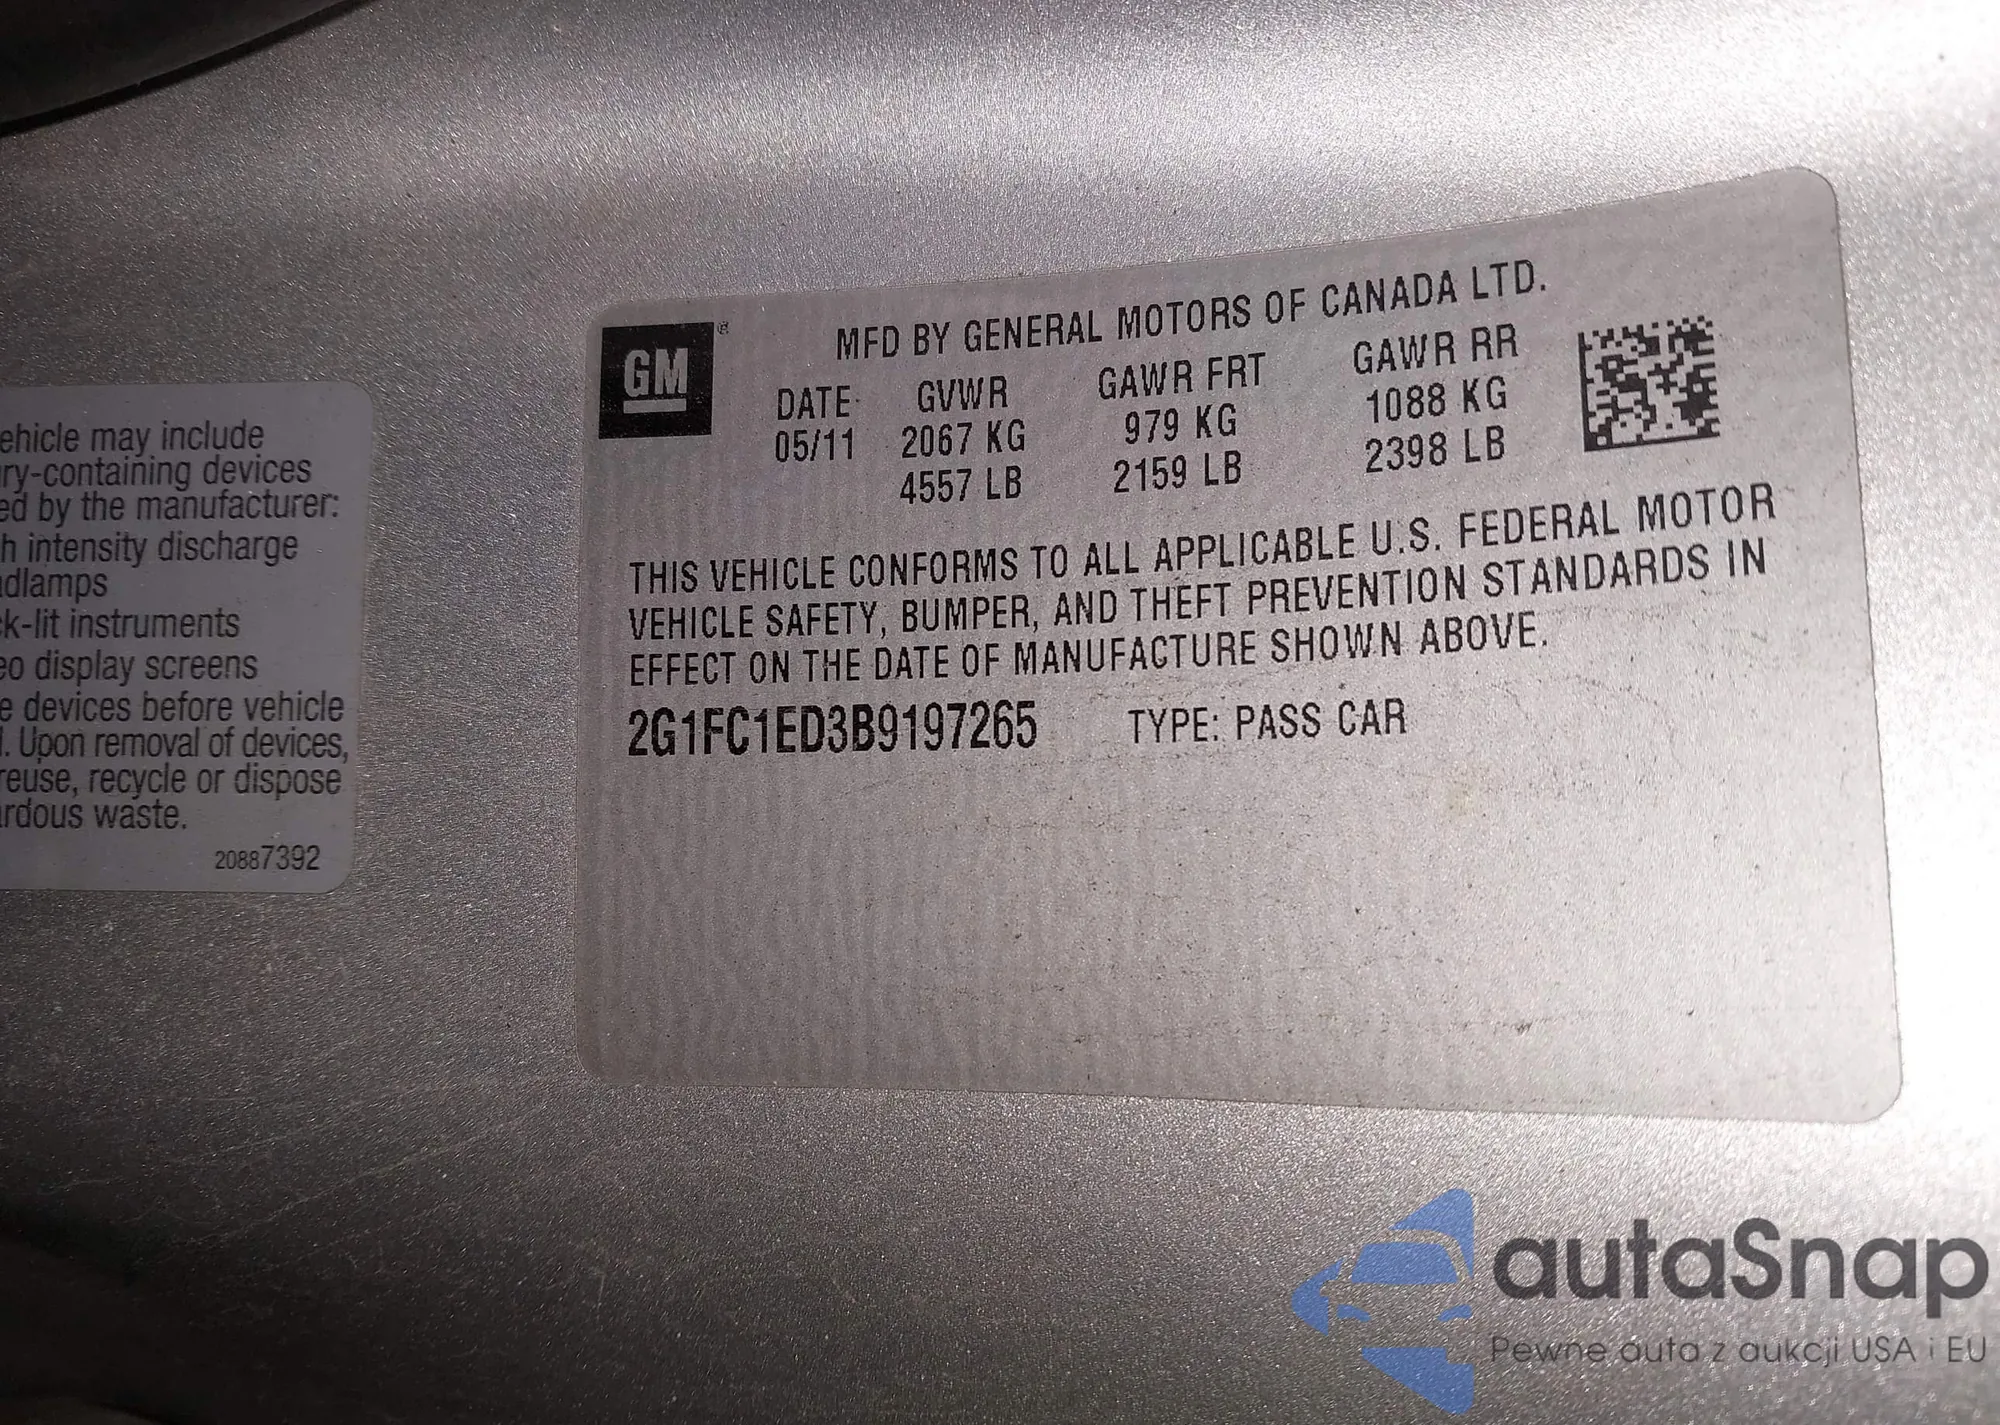 ehicle may include
ry-containing devices
ed by the manufacturer:
h intensity discharge
adlamps
k-lit instruments
eo display screens
e devices before vehicle
. Upon removal of devices,
reuse, recycle or dispose
rdous waste.
20887392
GM®
MFD BY GENERAL MOTORS OF CANADA LTD.
DATE GVWR GAWR FRT GAWR RR
05/11 2067 KG 979 KG 1088 KG
4557 LB 2159 LB 2398 LB
THIS VEHICLE CONFORMS TO ALL APPLICABLE U.S. FEDERAL MOTOR
VEHICLE SAFETY, BUMPER, AND THEFT PREVENTION STANDARDS IN
EFFECT ON THE DATE OF MANUFACTURE SHOWN ABOVE.
2G1FC1ED3B9197265 TYPE: PASS CAR
autaSnap
Pewne auta z aukcji USA i EU